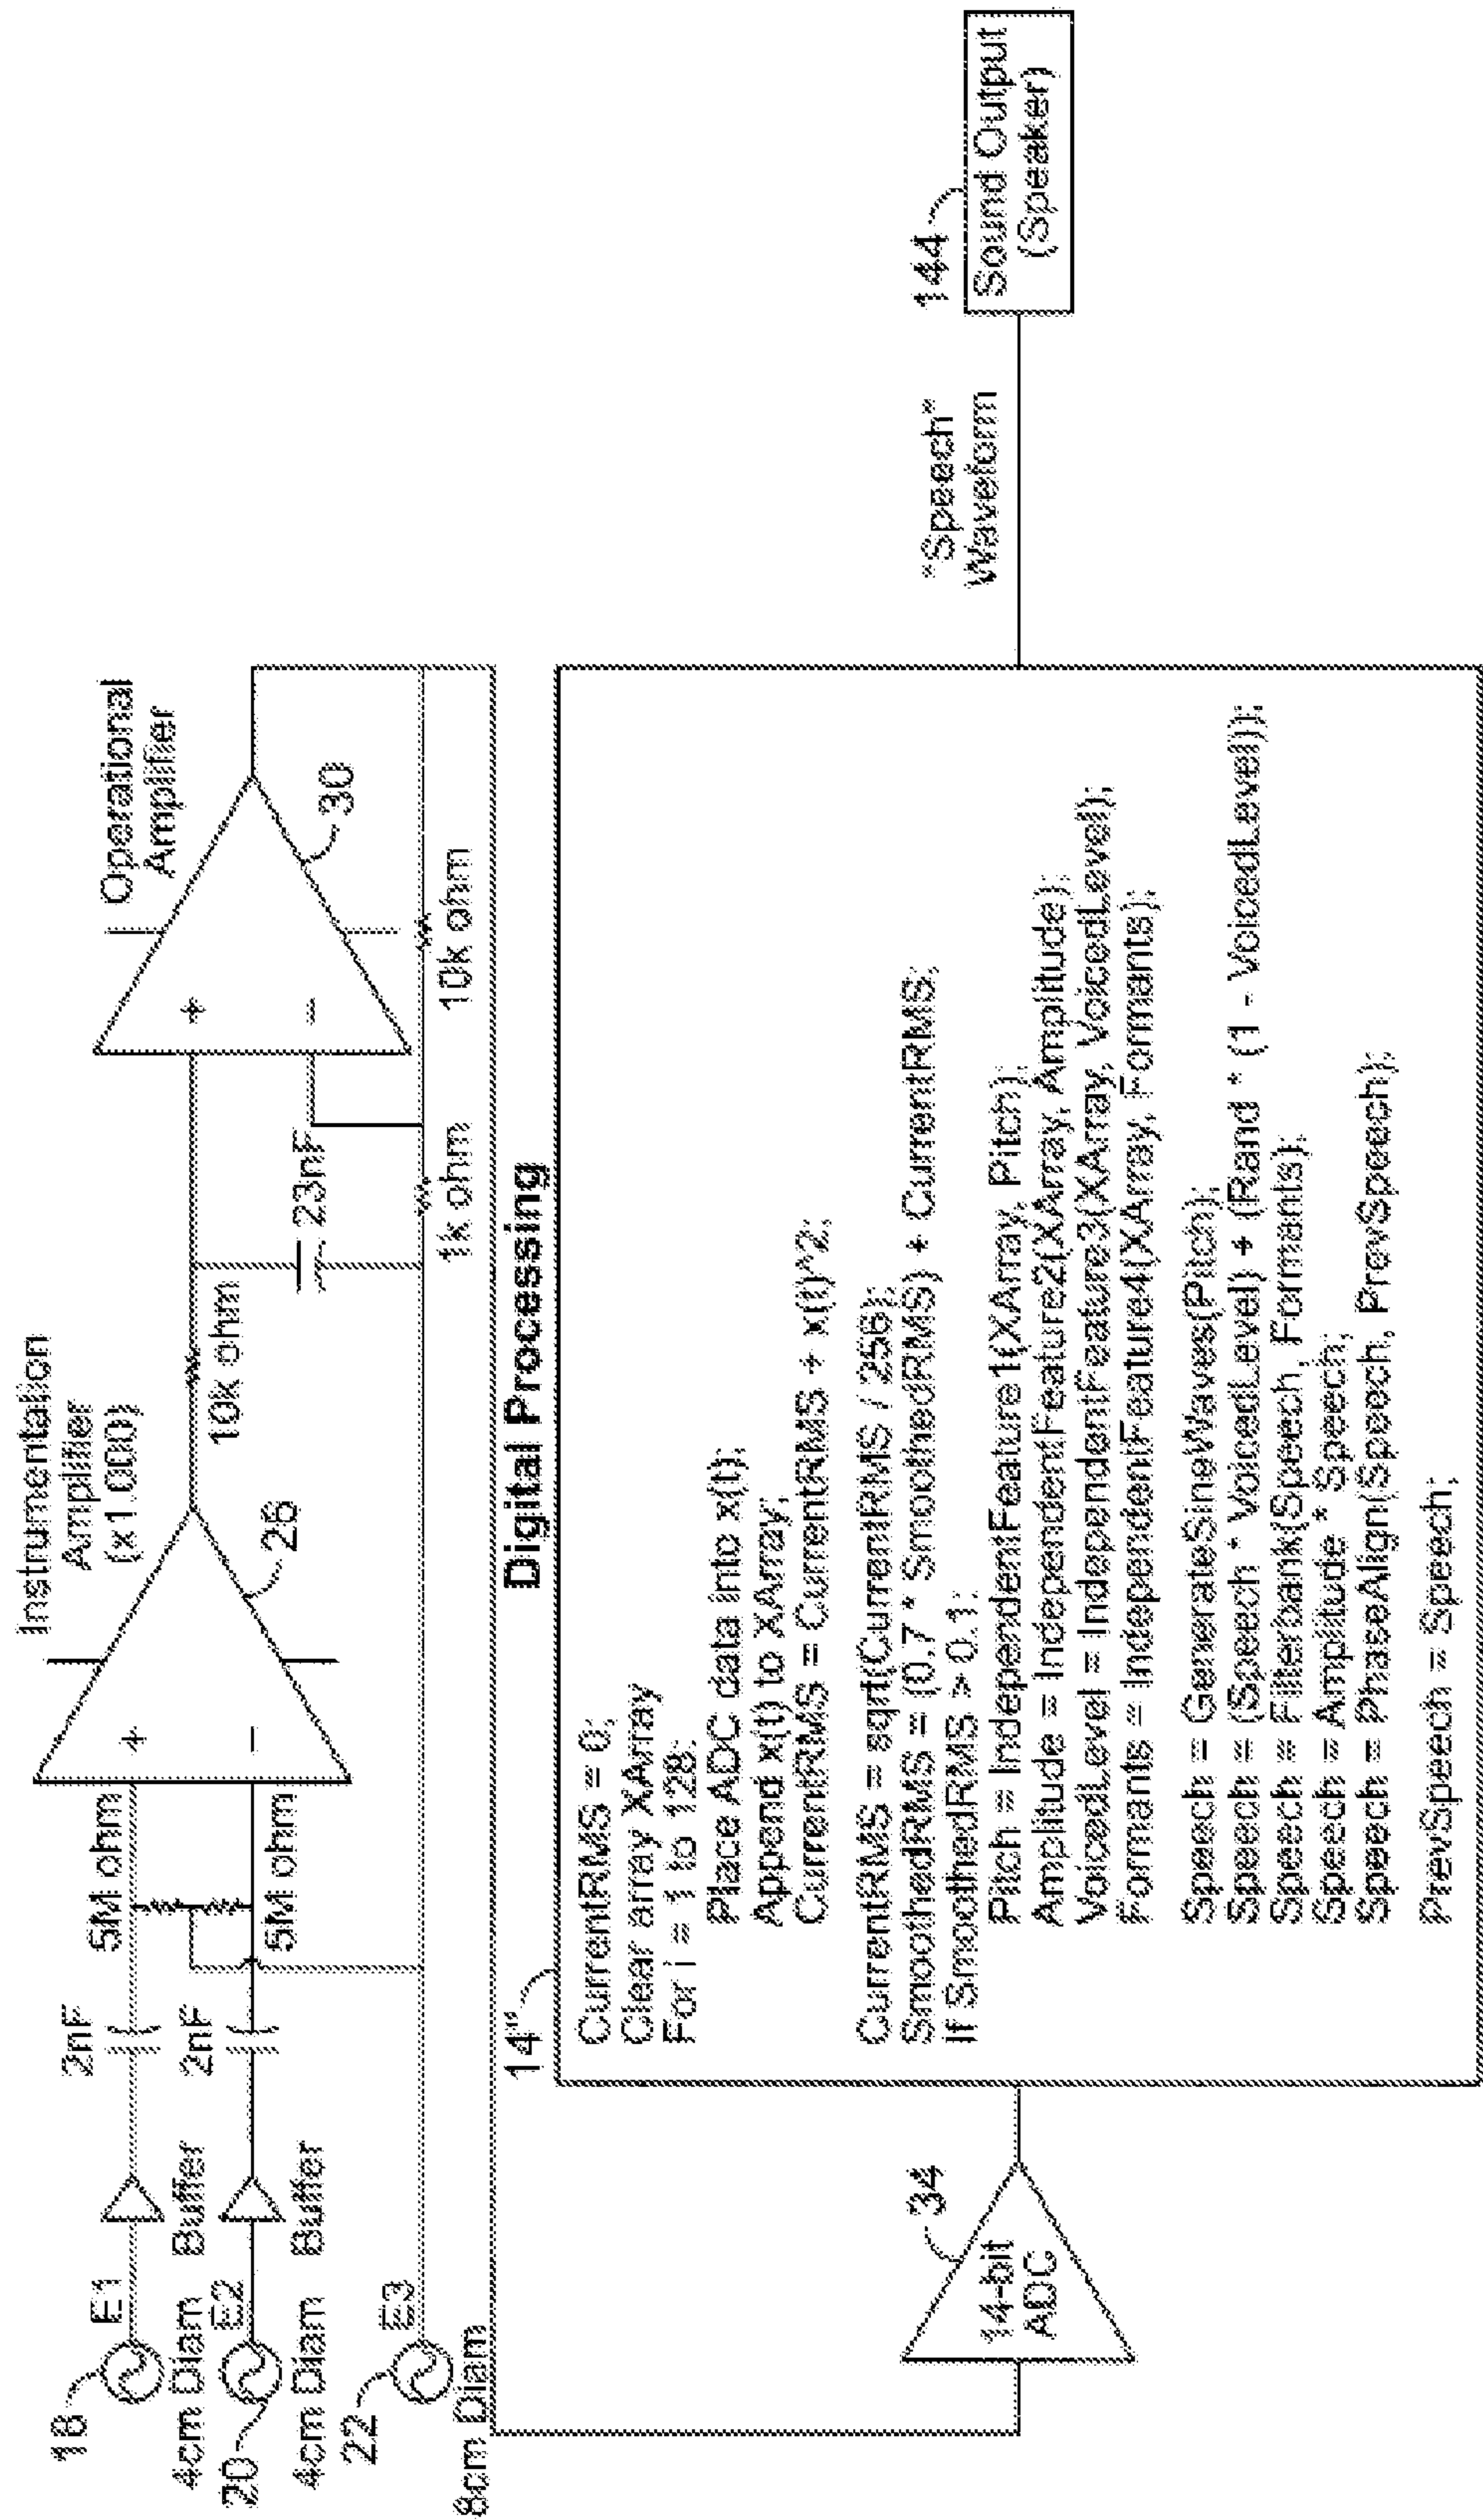 Instrumentation
Amplifier
(x1,000)
Operational
Amplifier
18
E1
4cm Diam
Buffer
2nF
5M ohm
+
-
26
10k ohm
23nF
+
-
30
20
E2
4cm Diam
Buffer
2nF
5M ohm
22
E3
8cm Diam
1k ohm
10k ohm
Digital Processing
14"
CurrentRMS = 0;
Clear array XArray
For i = 1 to 128:
Place ADC data into x(t);
Append x(t) to XArray;
CurrentRMS = CurrentRMS + x(t)^2;
CurrentRMS = sqrt(CurrentRMS / 256);
SmoothedRMS = (0.7 * SmoothedRMS) + CurrentRMS;
If SmoothedRMS > 0.1:
Pitch = IndependentFeature1(XArray, Pitch);
Amplitude = IndependentFeature2(XArray, Amplitude);
VoicedLevel = IndependentFeature3(XArray, VoicedLevel);
Formants = IndependentFeature4(XArray, Formants);
Speech = GenerateSineWaves(Pitch);
Speech = (Speech * VoicedLevel) + (Rand * (1 - VoicedLevel));
Speech = Filterbank(Speech, Formants);
Speech = Amplitude * Speech;
Speech = PhaseAlign(Speech, PrevSpeech);
PrevSpeech = Speech;
34
14-bit
ADC
"Speech"
Waveform
144
Sound Output
(Speaker)